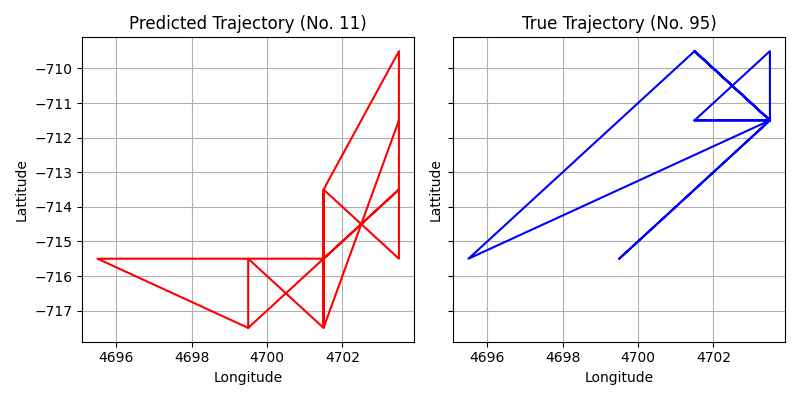 Predicted Trajectory (No. 11)
True Trajectory (No. 95)
−710
−711
−712
−713
−714
−715
−716
−717
Lattitude
Lattitude
4696 4698 4700 4702
4696 4698 4700 4702
Longitude
Longitude